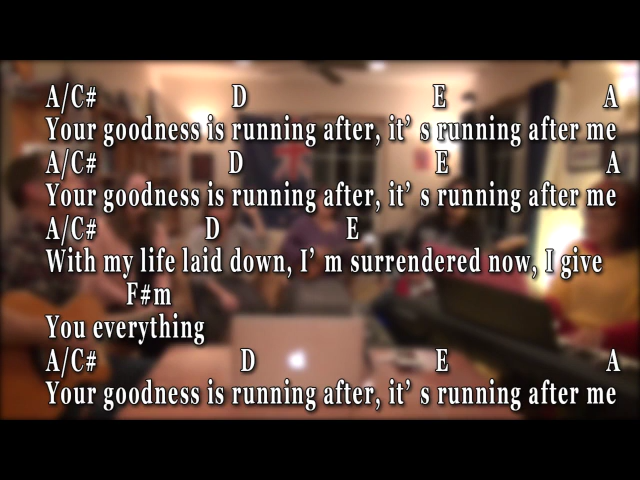 A/C# D E A
Your goodness is running after, it's running after me
A/C# D E A
Your goodness is running after, it's running after me
A/C# D E
With my life laid down, I'm surrendered now, I give
F#m
You everything
A/C# D E A
Your goodness is running after, it's running after me